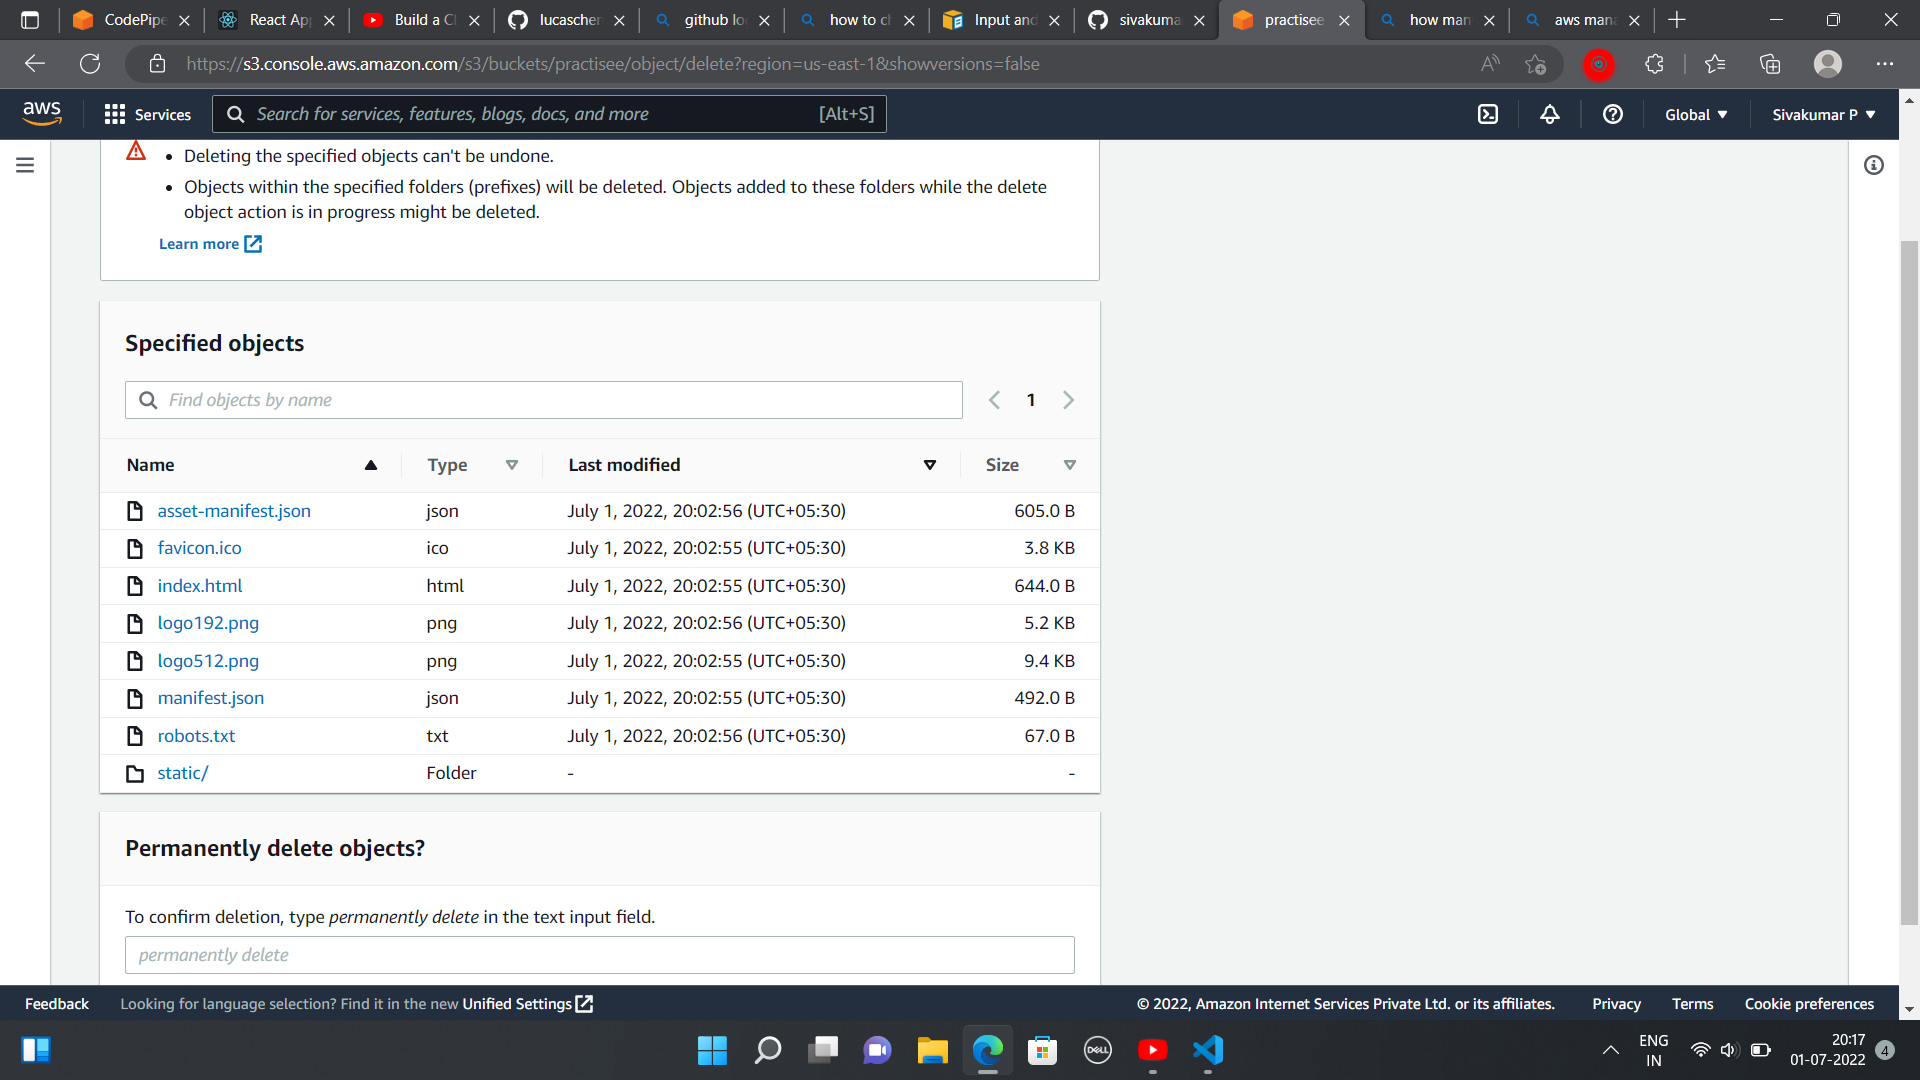 CodePipe
React App
Build a Cl
lucascher
github lo
how to ch
Input and
sivakuma
practisee
how man
aws mana
https://s3.console.aws.amazon.com/s3/buckets/practisee/object/delete?region=us-east-1&showversions=false
aws
Services
Search for services, features, blogs, docs, and more
[Alt+S]
Global
Sivakumar P
Deleting the specified objects can't be undone.
Objects within the specified folders (prefixes) will be deleted. Objects added to these folders while the delete
object action is in progress might be deleted.
Learn more
Specified objects
Find objects by name
1
Name Type Last modified Size
asset-manifest.json json July 1, 2022, 20:02:56 (UTC+05:30) 605.0 B
favicon.ico ico July 1, 2022, 20:02:55 (UTC+05:30) 3.8 KB
index.html html July 1, 2022, 20:02:55 (UTC+05:30) 644.0 B
logo192.png png July 1, 2022, 20:02:56 (UTC+05:30) 5.2 KB
logo512.png png July 1, 2022, 20:02:55 (UTC+05:30) 9.4 KB
manifest.json json July 1, 2022, 20:02:55 (UTC+05:30) 492.0 B
robots.txt txt July 1, 2022, 20:02:56 (UTC+05:30) 67.0 B
static/ Folder - -
Permanently delete objects?
To confirm deletion, type permanently delete in the text input field.
permanently delete
Feedback Looking for language selection? Find it in the new Unified Settings © 2022, Amazon Internet Services Private Ltd. or its affiliates. Privacy Terms Cookie preferences
DELL
ENG
IN
20:17
01-07-2022
4